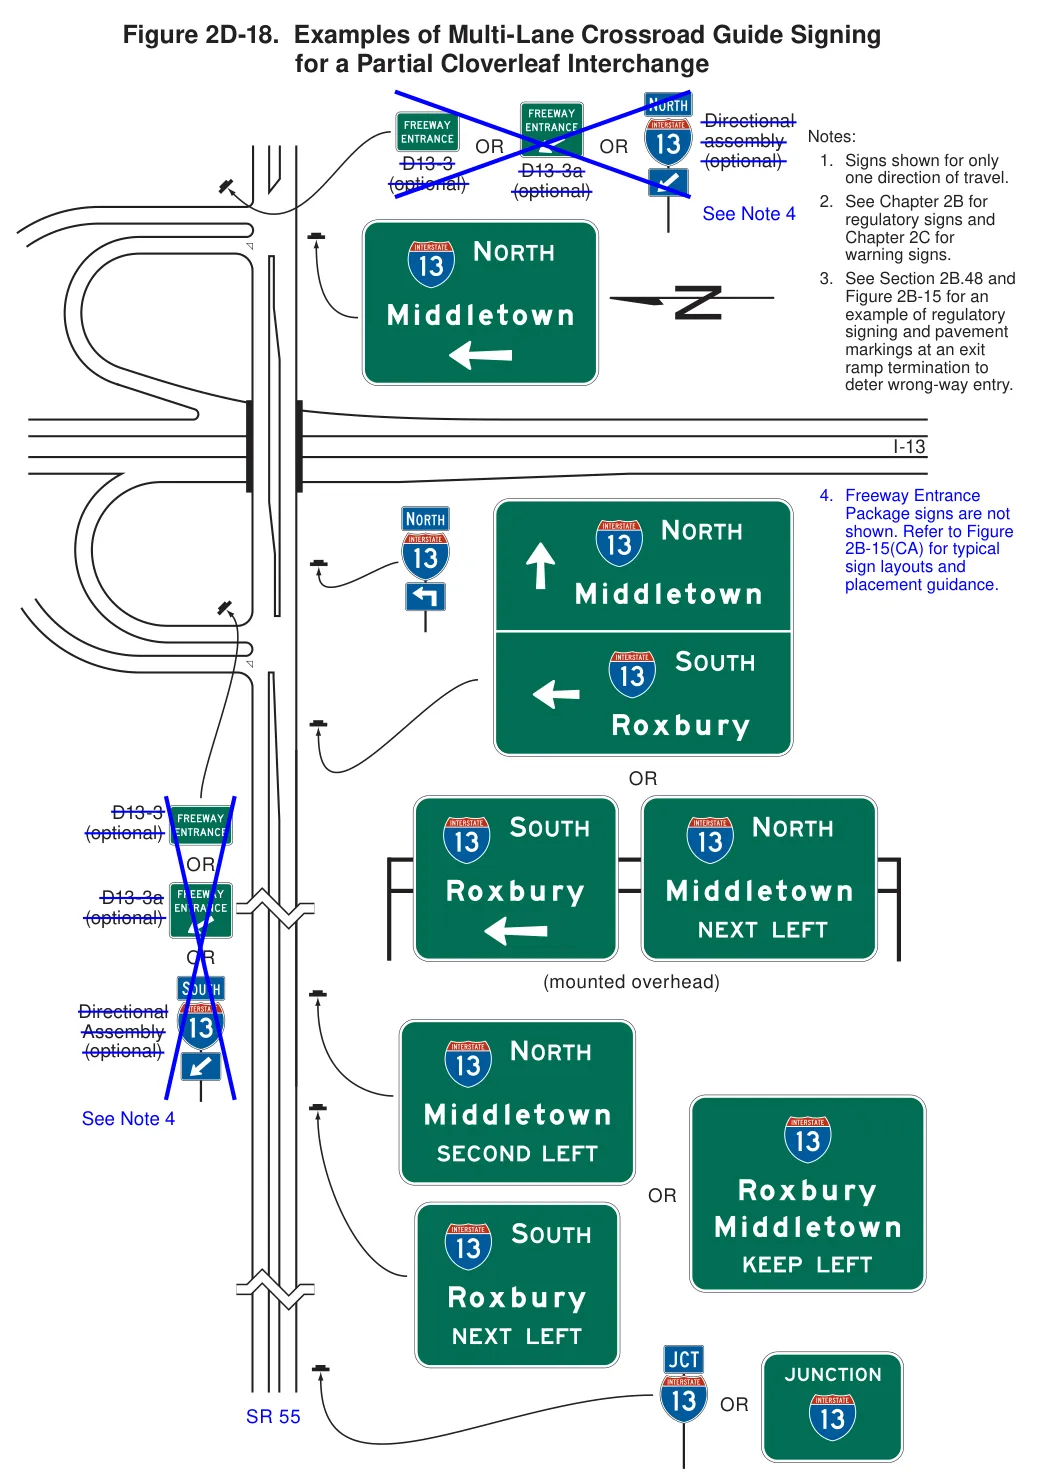 Figure 2D-18. Examples of Multi-Lane Crossroad Guide Signing
for a Partial Cloverleaf Interchange
FREEWAY
ENTRANCE
D13-3
(optional)
OR
FREEWAY
ENTRANCE
D13-3a
(optional)
OR
NORTH
INTERSTATE
13
Directional
assembly
(optional)
See Note 4
Notes:
1. Signs shown for only
one direction of travel.
2. See Chapter 2B for
regulatory signs and
Chapter 2C for
warning signs.
3. See Section 2B.48 and
Figure 2B-15 for an
example of regulatory
signing and pavement
markings at an exit
ramp termination to
deter wrong-way entry.
4. Freeway Entrance
Package signs are not
shown. Refer to Figure
2B-15(CA) for typical
sign layouts and
placement guidance.
INTERSTATE
13
NORTH
Middletown
N
I-13
NORTH
INTERSTATE
13
INTERSTATE
13
NORTH
Middletown
INTERSTATE
13
SOUTH
Roxbury
OR
INTERSTATE
13
SOUTH
Roxbury
INTERSTATE
13
NORTH
Middletown
NEXT LEFT
(mounted overhead)
D13-3
(optional)
FREEWAY
ENTRANCE
OR
D13-3a
(optional)
FREEWAY
ENTRANCE
OR
SOUTH
INTERSTATE
13
Directional
Assembly
(optional)
See Note 4
INTERSTATE
13
NORTH
Middletown
SECOND LEFT
INTERSTATE
13
SOUTH
Roxbury
NEXT LEFT
OR
INTERSTATE
13
Roxbury
Middletown
KEEP LEFT
JCT
INTERSTATE
13
OR
JUNCTION
INTERSTATE
13
SR 55